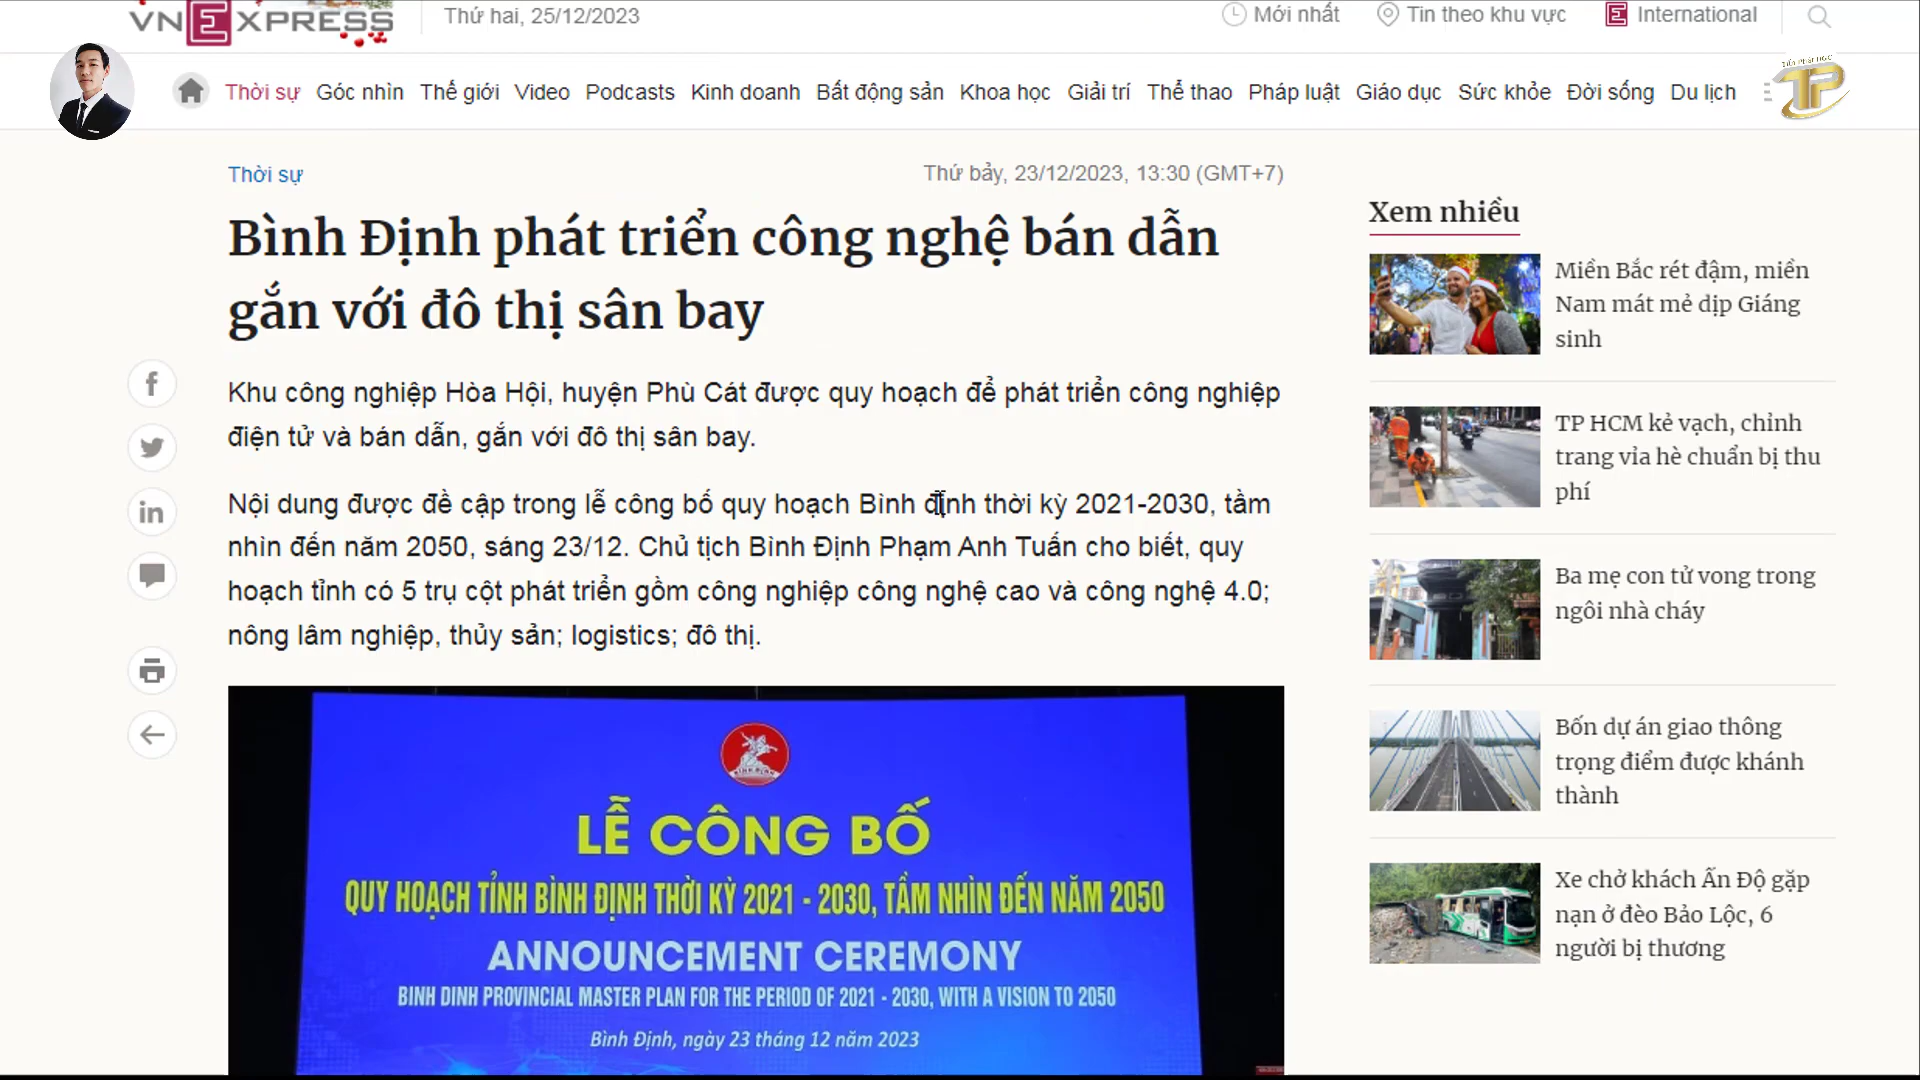 VNEXPRESS
Thứ hai, 25/12/2023
Mới nhất
Tin theo khu vực
International
Thời sự Góc nhìn Thế giới Video Podcasts Kinh doanh Bất động sản Khoa học Giải trí Thể thao Pháp luật Giáo dục Sức khỏe Đời sống Du lịch
TP
Thời sự
Thứ bảy, 23/12/2023, 13:30 (GMT+7)
Bình Định phát triển công nghệ bán dẫn
gắn với đô thị sân bay
Khu công nghiệp Hòa Hội, huyện Phù Cát được quy hoạch để phát triển công nghiệp
điện tử và bán dẫn, gắn với đô thị sân bay.
Nội dung được đề cập trong lễ công bố quy hoạch Bình định thời kỳ 2021-2030, tầm
nhìn đến năm 2050, sáng 23/12. Chủ tịch Bình Định Phạm Anh Tuấn cho biết, quy
hoạch tỉnh có 5 trụ cột phát triển gồm công nghiệp công nghệ cao và công nghệ 4.0;
nông lâm nghiệp, thủy sản; logistics; đô thị.
BÌNH ĐỊNH
LỄ CÔNG BỐ
QUY HOẠCH TỈNH BÌNH ĐỊNH THỜI KỲ 2021 - 2030, TẦM NHÌN ĐẾN NĂM 2050
ANNOUNCEMENT CEREMONY
BINH DINH PROVINCIAL MASTER PLAN FOR THE PERIOD OF 2021 - 2030, WITH A VISION TO 2050
Bình Định, ngày 23 tháng 12 năm 2023
Xem nhiều
Miền Bắc rét đậm, miền
Nam mát mẻ dịp Giáng
sinh
TP HCM kẻ vạch, chỉnh
trang vỉa hè chuẩn bị thu
phí
Ba mẹ con tử vong trong
ngôi nhà cháy
Bốn dự án giao thông
trọng điểm được khánh
thành
Xe chở khách Ấn Độ gặp
nạn ở đèo Bảo Lộc, 6
người bị thương